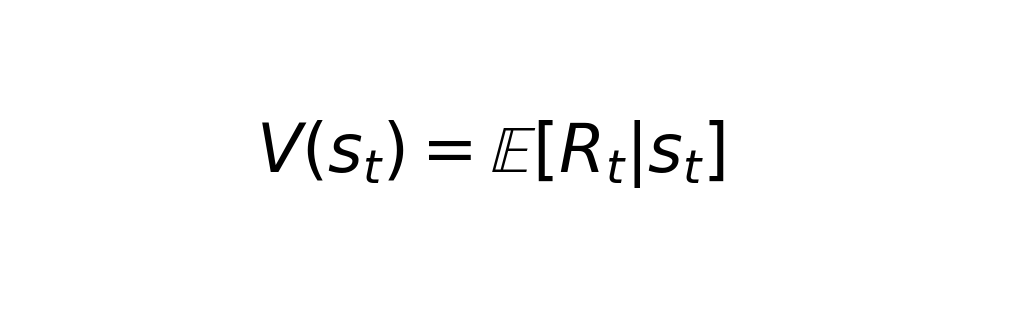 V(s_t) = 𝔼[R_t|s_t]